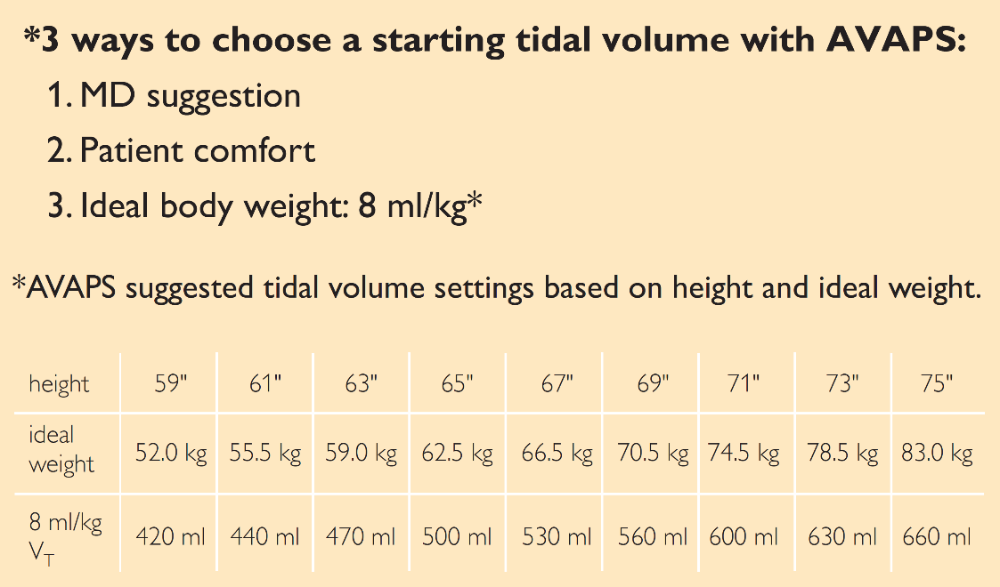 *3 ways to choose a starting tidal volume with AVAPS:
1. MD suggestion
2. Patient comfort
3. Ideal body weight: 8 ml/kg*
*AVAPS suggested tidal volume settings based on height and ideal weight.
height 59" 61" 63" 65" 67" 69" 71" 73" 75"
ideal
weight 52.0 kg 55.5 kg 59.0 kg 62.5 kg 66.5 kg 70.5 kg 74.5 kg 78.5 kg 83.0 kg
8 ml/kg
VT 420 ml 440 ml 470 ml 500 ml 530 ml 560 ml 600 ml 630 ml 660 ml